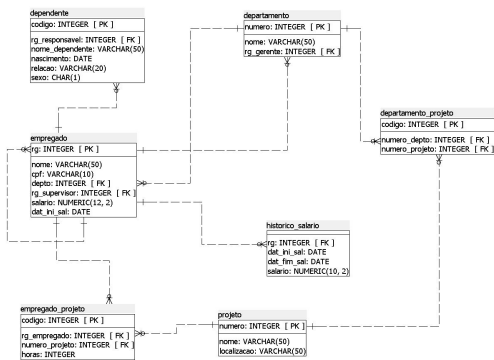 dependente
codigo: INTEGER [ PK ]
rg_responsavel: INTEGER [ FK ]
nome_dependente: VARCHAR(50)
nascimento: DATE
relacao: VARCHAR(20)
sexo: CHAR(1)
departamento
numero: INTEGER [ PK ]
nome: VARCHAR(50)
rg_gerente: INTEGER [ FK ]
departamento_projeto
codigo: INTEGER [ PK ]
numero_depto: INTEGER [ FK ]
numero_projeto: INTEGER [ FK ]
empregado
rg: INTEGER [ PK ]
nome: VARCHAR(50)
cpf: VARCHAR(10)
depto: INTEGER [ FK ]
rg_supervisor: INTEGER [ FK ]
salario: NUMERIC(12, 2)
dat_ini_sal: DATE
historico_salario
rg: INTEGER [ FK ]
dat_ini_sal: DATE
dat_fim_sal: DATE
salario: NUMERIC(10, 2)
empregado_projeto
codigo: INTEGER [ PK ]
rg_empregado: INTEGER [ FK ]
numero_projeto: INTEGER [ FK ]
horas: INTEGER
projeto
numero: INTEGER [ PK ]
nome: VARCHAR(50)
localizacao: VARCHAR(50)